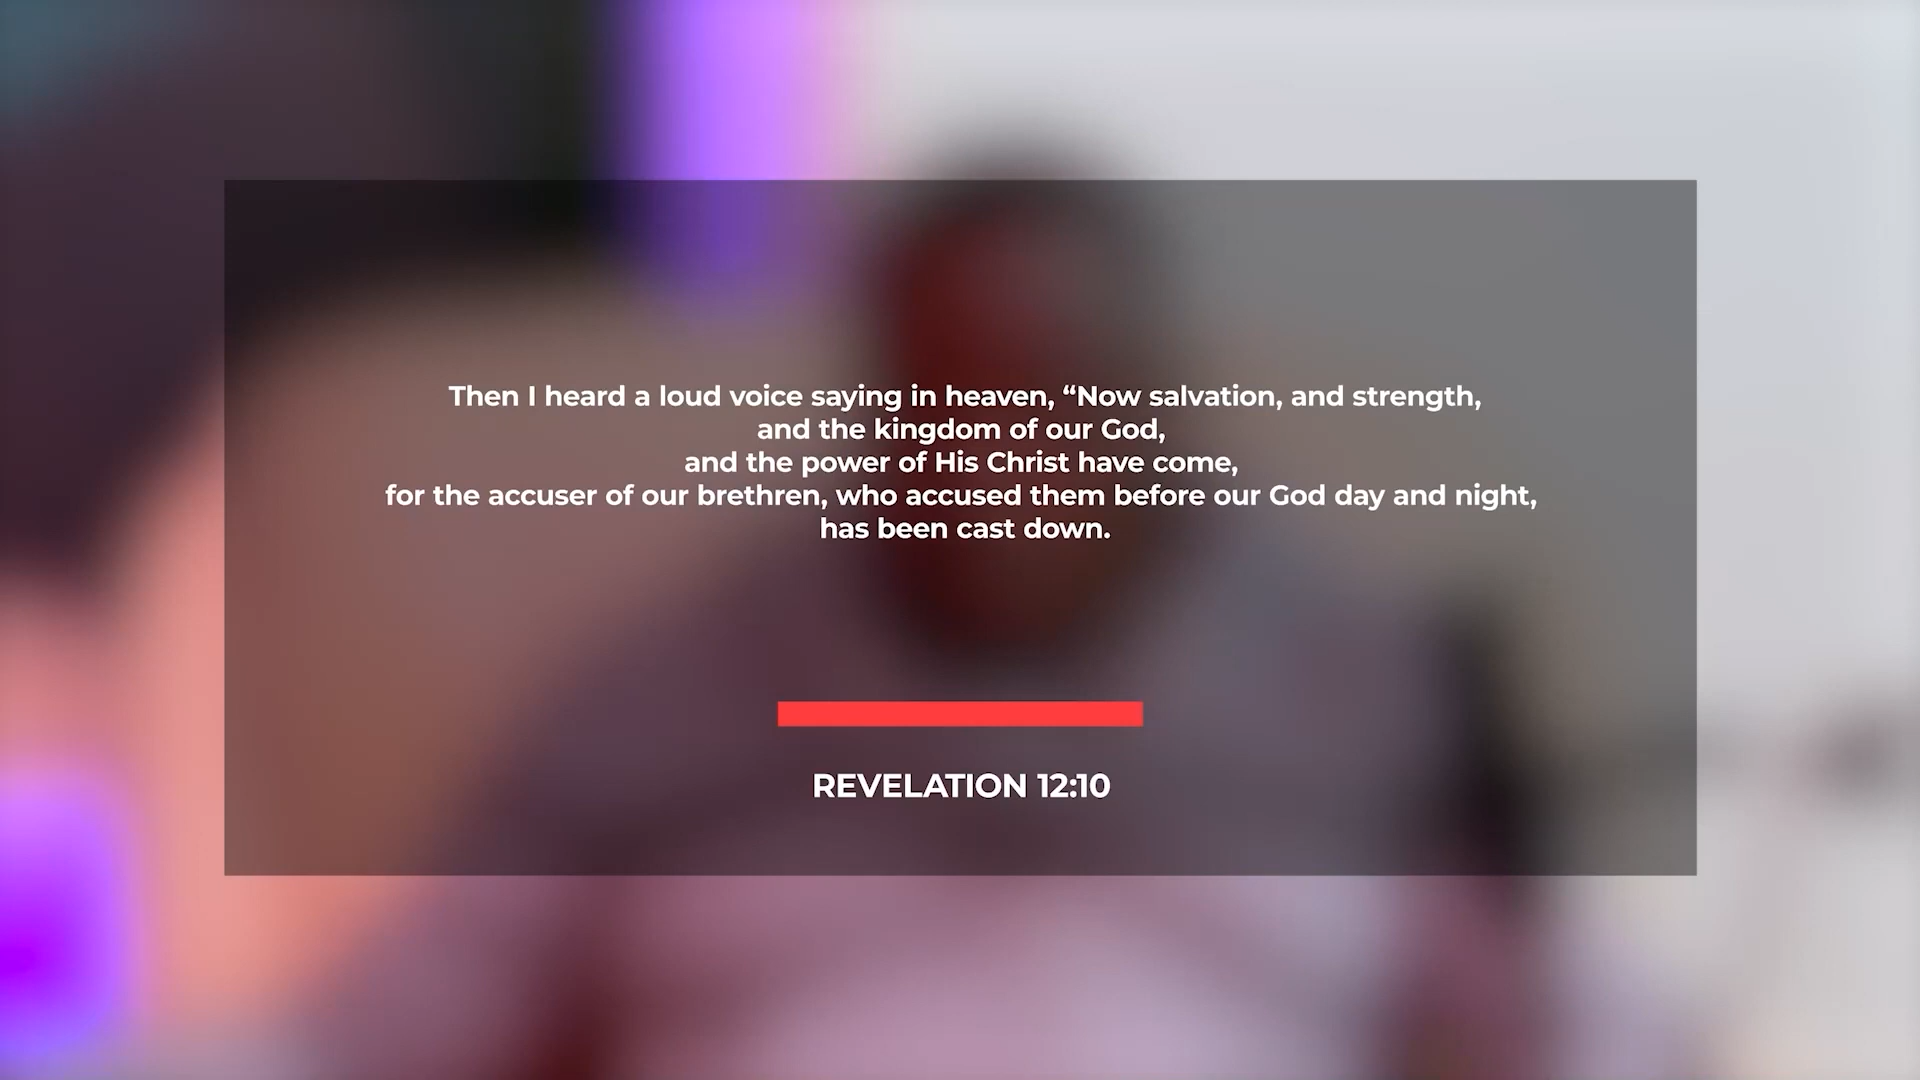 Then I heard a loud voice saying in heaven, “Now salvation, and strength,
and the kingdom of our God,
and the power of His Christ have come,
for the accuser of our brethren, who accused them before our God day and night,
has been cast down.
REVELATION 12:10